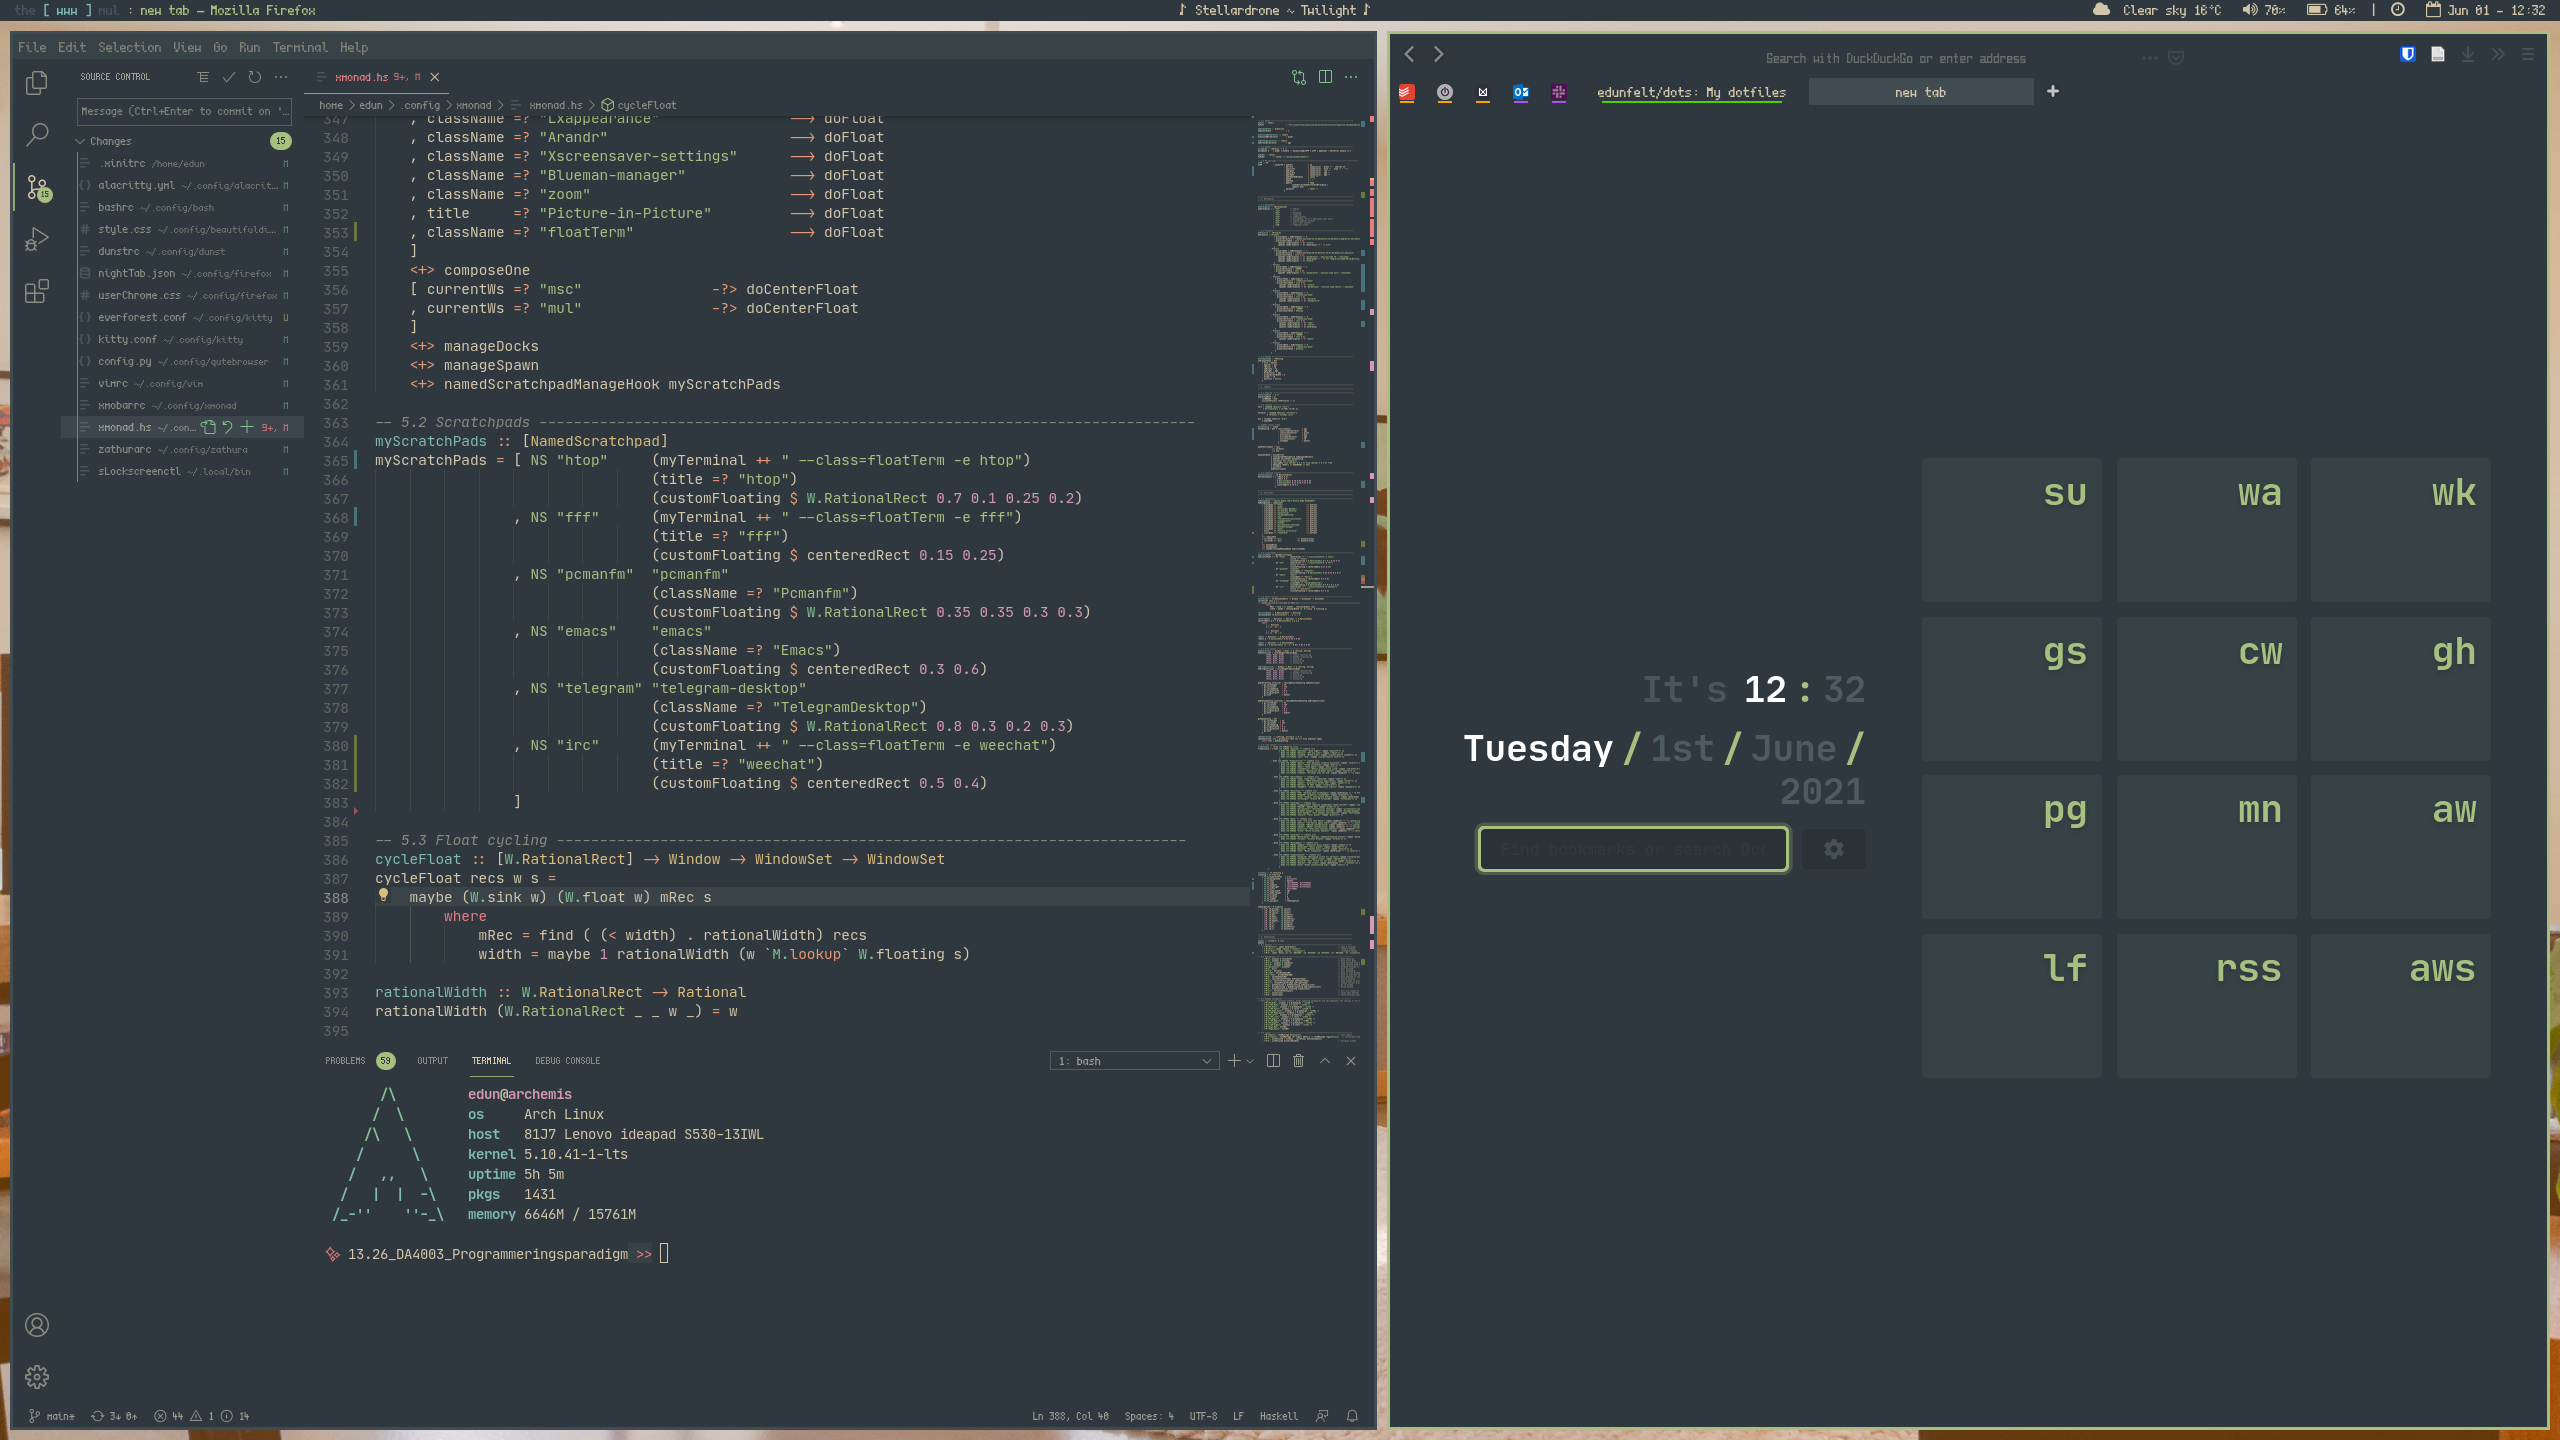 the [ www ] mul : new tab — Mozilla Firefox
Stellardrone ~ Twilight
Clear sky 16°C 70% 64% | Jun 01 - 12:32
File Edit Selection View Go Run Terminal Help
SOURCE CONTROL
Message (Ctrl+Enter to commit on '...
Changes 15
15
.xinitrc /home/edun M
alacritty.yml ~/.config/alacrit... M
bashrc ~/.config/bash M
style.css ~/.config/beautifuldi... M
dunstrc ~/.config/dunst M
nightTab.json ~/.config/firefox M
userChrome.css ~/.config/firefox M
everforest.conf ~/.config/kitty U
kitty.conf ~/.config/kitty M
config.py ~/.config/qutebrowser M
vimrc ~/.config/vim M
xmobarrc ~/.config/xmonad M
xmonad.hs ~/.con... 9+, M
zathurarc ~/.config/zathura M
sLockscreenctl ~/.local/bin M
xmonad.hs 9+, M
home > edun > .config > xmonad > xmonad.hs > cycleFloat
347 , className =? "Lxappearance" --> doFloat
348 , className =? "Arandr" --> doFloat
349 , className =? "Xscreensaver-settings" --> doFloat
350 , className =? "Blueman-manager" --> doFloat
351 , className =? "zoom" --> doFloat
352 , title =? "Picture-in-Picture" --> doFloat
353 , className =? "floatTerm" --> doFloat
354 ]
355 <+> composeOne
356 [ currentWs =? "msc" -?> doCenterFloat
357 , currentWs =? "mul" -?> doCenterFloat
358 ]
359 <+> manageDocks
360 <+> manageSpawn
361 <+> namedScratchpadManageHook myScratchPads
362
363 -- 5.2 Scratchpads ----------------------------------------------------------------------------
364 myScratchPads :: [NamedScratchpad]
365 myScratchPads = [ NS "htop" (myTerminal ++ " --class=floatTerm -e htop")
366 (title =? "htop")
367 (customFloating $ W.RationalRect 0.7 0.1 0.25 0.2)
368 , NS "fff" (myTerminal ++ " --class=floatTerm -e fff")
369 (title =? "fff")
370 (customFloating $ centeredRect 0.15 0.25)
371 , NS "pcmanfm" "pcmanfm"
372 (className =? "Pcmanfm")
373 (customFloating $ W.RationalRect 0.35 0.35 0.3 0.3)
374 , NS "emacs" "emacs"
375 (className =? "Emacs")
376 (customFloating $ centeredRect 0.3 0.6)
377 , NS "telegram" "telegram-desktop"
378 (className =? "TelegramDesktop")
379 (customFloating $ W.RationalRect 0.8 0.3 0.2 0.3)
380 , NS "irc" (myTerminal ++ " --class=floatTerm -e weechat")
381 (title =? "weechat")
382 (customFloating $ centeredRect 0.5 0.4)
383 ]
384
385 -- 5.3 Float cycling -------------------------------------------------------------------------
386 cycleFloat :: [W.RationalRect] -> Window -> WindowSet -> WindowSet
387 cycleFloat recs w s =
388 maybe (W.sink w) (W.float w) mRec s
389 where
390 mRec = find ( (< width) . rationalWidth) recs
391 width = maybe 1 rationalWidth (w `M.lookup` W.floating s)
392
393 rationalWidth :: W.RationalRect -> Rational
394 rationalWidth (W.RationalRect _ _ w _) = w
395
PROBLEMS 59 OUTPUT TERMINAL DEBUG CONSOLE
1: bash
edun@archemis
os Arch Linux
host 81J7 Lenovo ideapad S530-13IWL
kernel 5.10.41-1-lts
uptime 5h 5m
pkgs 1431
memory 6646M / 15761M
13.26_DA4003_Programmeringsparadigm >>
main* 3↓ 0↑ 44 1 14
Ln 388, Col 40 Spaces: 4 UTF-8 LF Haskell
Search with DuckDuckGo or enter address
edunfelt/dots: My dotfiles
new tab
It's 12 : 32
Tuesday / 1st / June /
2021
Find bookmarks or search Duc
su wa wk
gs cw gh
pg mn aw
lf rss aws